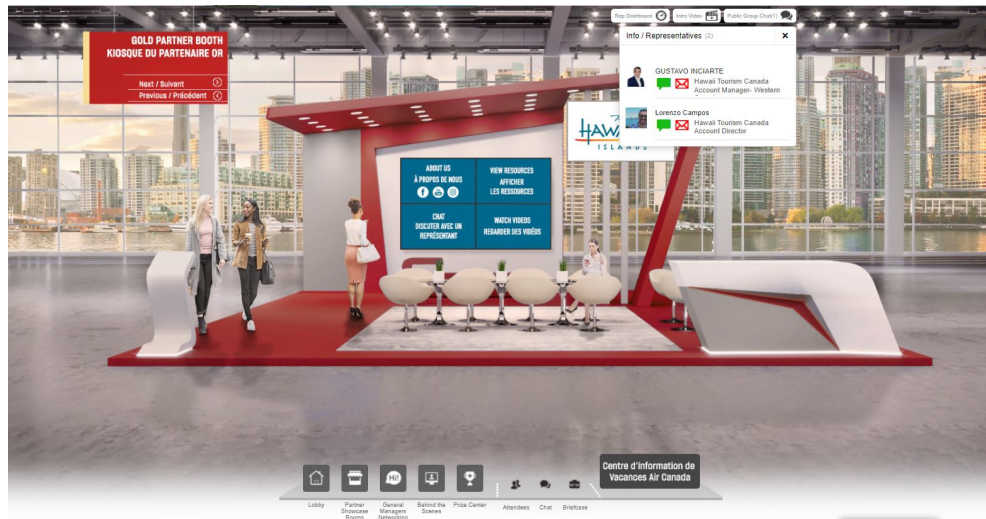 Rep Dashboard
Intro Video
Public Group Chat(1)
Info / Representatives (2)
GUSTAVO INCIARTE
Hawaii Tourism Canada
Account Manager- Western
Lorenzo Campos
Hawaii Tourism Canada
Account Director
GOLD PARTNER BOOTH
KIOSQUE DU PARTENAIRE OR
Next / Suivant
Previous / Précédent
HAW
ISLANDS
ABOUT US
À PROPOS DE NOUS
VIEW RESOURCES
AFFICHER
LES RESSOURCES
CHAT
DISCUTER AVEC UN
REPRÉSENTANT
WATCH VIDEOS
REGARDER DES VIDÉOS
Hi!
Lobby
Partner
Showcase
Rooms
General
Managers
Networking
Behind the
Scenes
Prize Center
Attendees
Chat
Briefcase
Centre d'information de
Vacances Air Canada